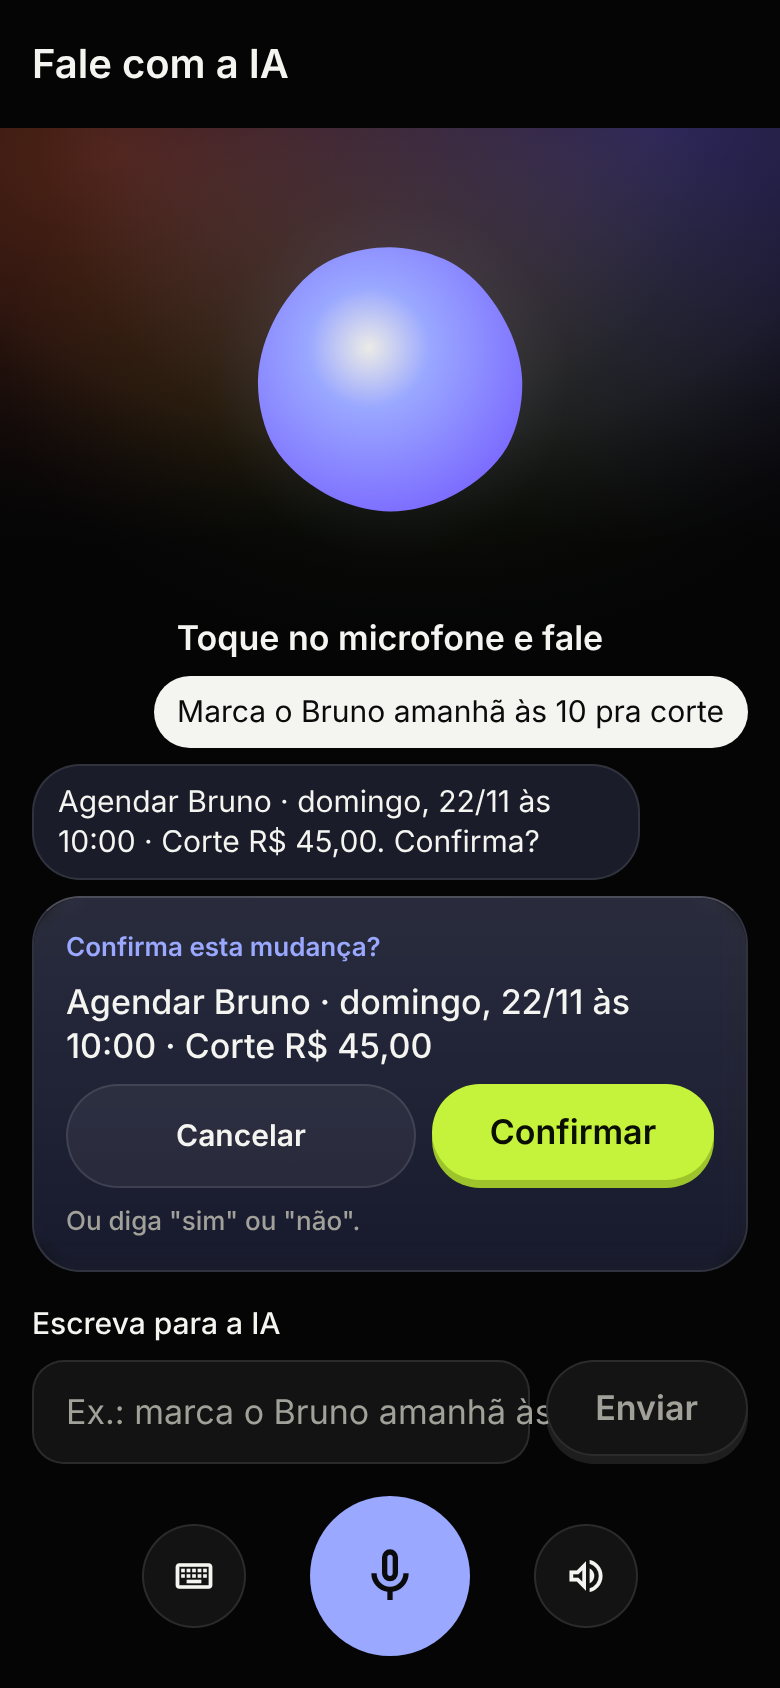 Fale com a IA
Toque no microfone e fale
Marca o Bruno amanhã às 10 pra corte
Agendar Bruno · domingo, 22/11 às
10:00 · Corte R$ 45,00. Confirma?
Confirma esta mudança?
Agendar Bruno · domingo, 22/11 às
10:00 · Corte R$ 45,00
Cancelar
Confirmar
Ou diga "sim" ou "não".
Escreva para a IA
Ex.: marca o Bruno amanhã às
Enviar